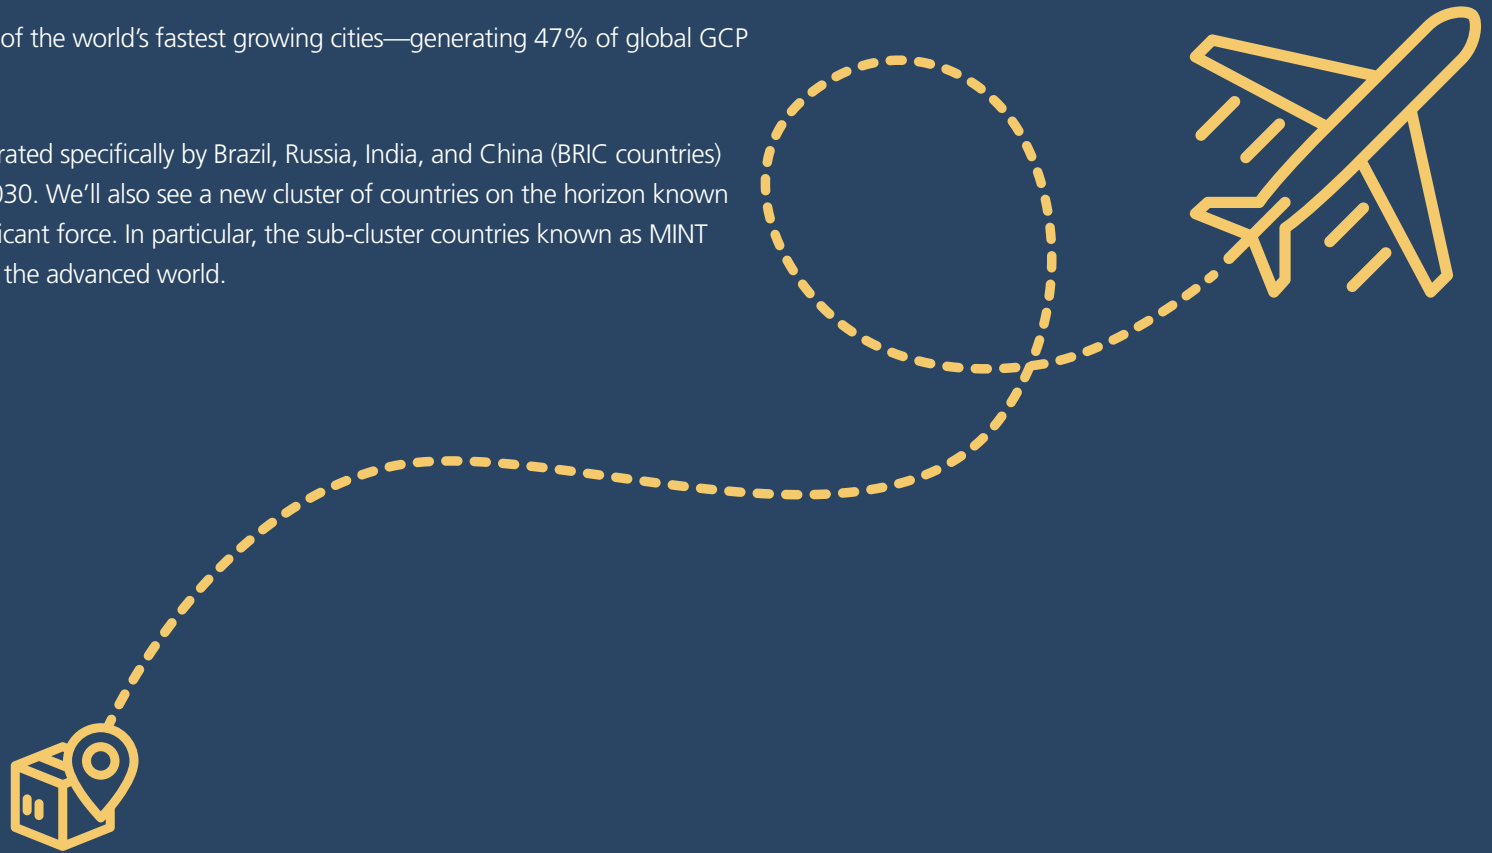 of the world’s fastest growing cities—generating 47% of global GCP
rated specifically by Brazil, Russia, India, and China (BRIC countries)
030. We’ll also see a new cluster of countries on the horizon known
icant force. In particular, the sub-cluster countries known as MINT
the advanced world.